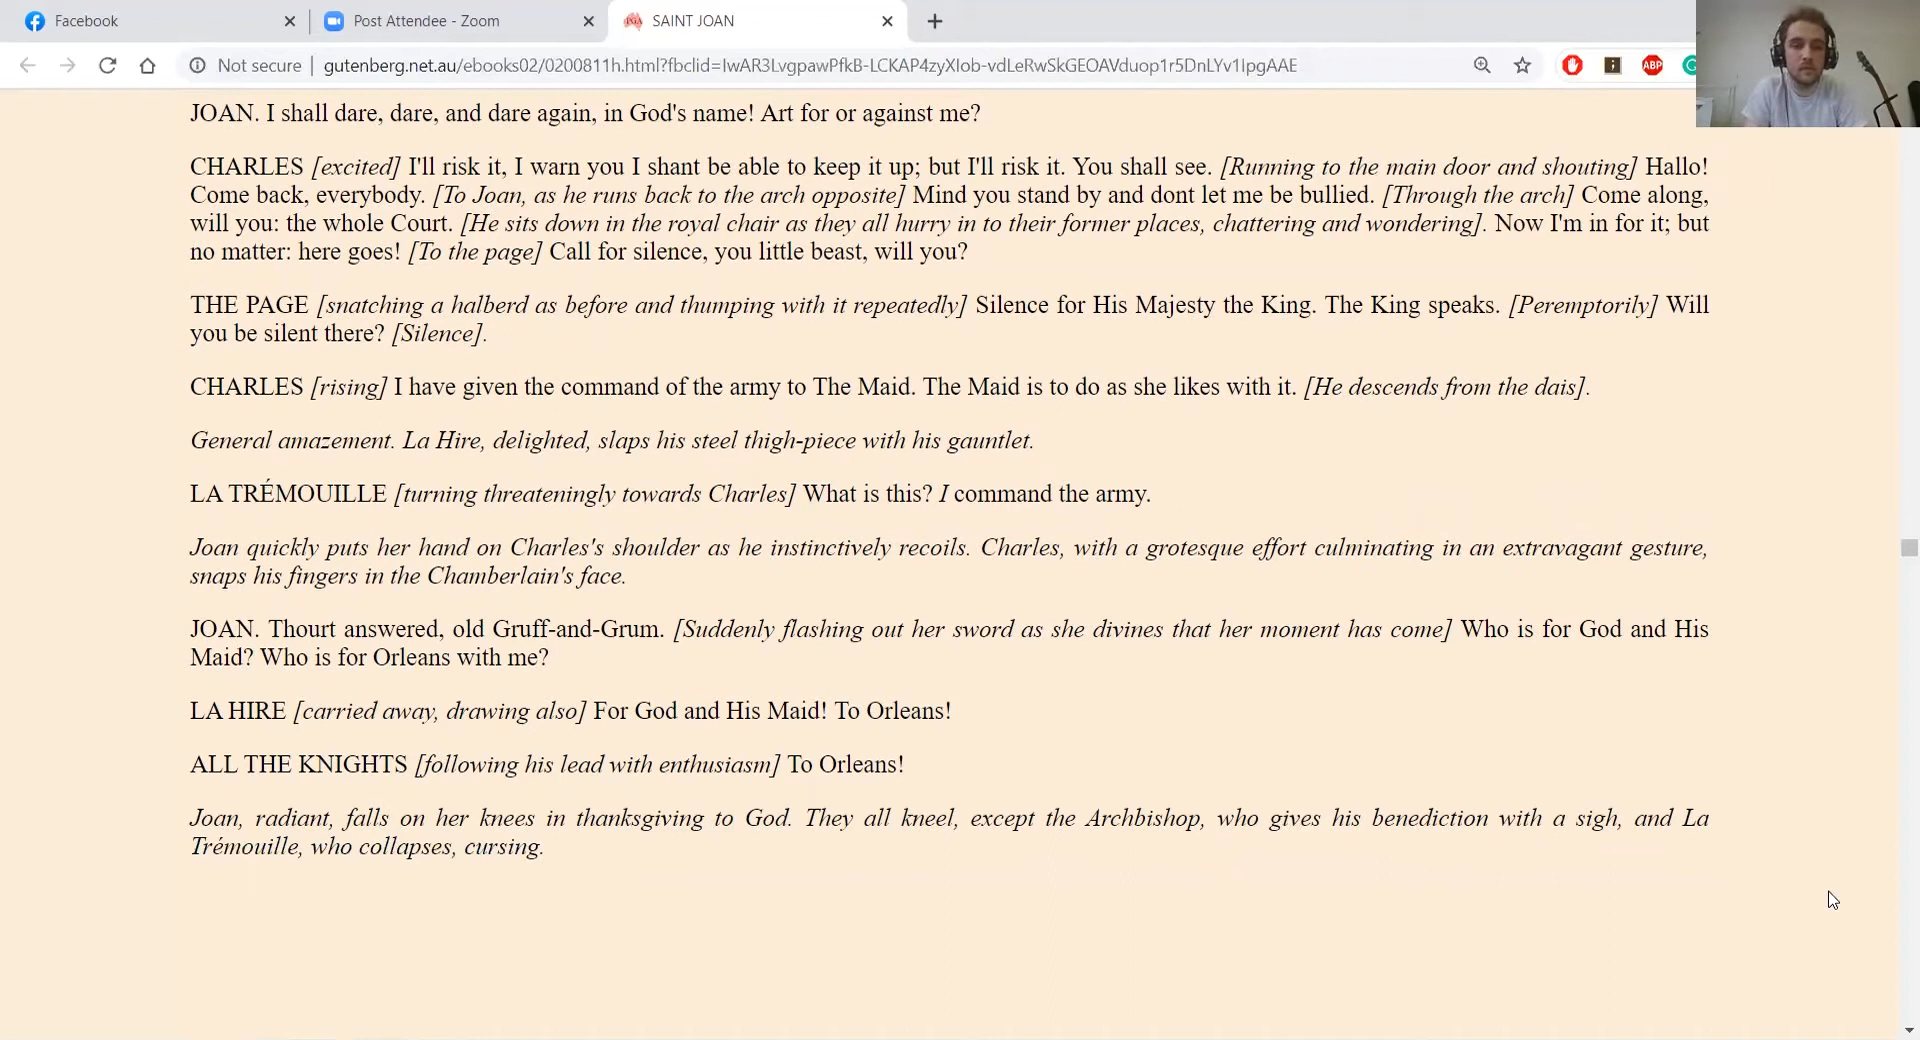 Facebook
Post Attendee - Zoom
SAINT JOAN
Not secure
gutenberg.net.au/ebooks02/0200811h.html?fbclid=IwAR3LvgpawPfkB-LCKAP4zyXIob-vdLeRwSkGEOAVduop1r5DnLYv1IpgAAE
ABP
JOAN. I shall dare, dare, and dare again, in God's name! Art for or against me?
CHARLES [excited] I'll risk it, I warn you I shant be able to keep it up; but I'll risk it. You shall see. [Running to the main door and shouting] Hallo!
Come back, everybody. [To Joan, as he runs back to the arch opposite] Mind you stand by and dont let me be bullied. [Through the arch] Come along,
will you: the whole Court. [He sits down in the royal chair as they all hurry in to their former places, chattering and wondering]. Now I'm in for it; but
no matter: here goes! [To the page] Call for silence, you little beast, will you?
THE PAGE [snatching a halberd as before and thumping with it repeatedly] Silence for His Majesty the King. The King speaks. [Peremptorily] Will
you be silent there? [Silence].
CHARLES [rising] I have given the command of the army to The Maid. The Maid is to do as she likes with it. [He descends from the dais].
General amazement. La Hire, delighted, slaps his steel thigh-piece with his gauntlet.
LA TRÉMOUILLE [turning threateningly towards Charles] What is this? I command the army.
Joan quickly puts her hand on Charles's shoulder as he instinctively recoils. Charles, with a grotesque effort culminating in an extravagant gesture,
snaps his fingers in the Chamberlain's face.
JOAN. Thourt answered, old Gruff-and-Grum. [Suddenly flashing out her sword as she divines that her moment has come] Who is for God and His
Maid? Who is for Orleans with me?
LA HIRE [carried away, drawing also] For God and His Maid! To Orleans!
ALL THE KNIGHTS [following his lead with enthusiasm] To Orleans!
Joan, radiant, falls on her knees in thanksgiving to God. They all kneel, except the Archbishop, who gives his benediction with a sigh, and La
Trémouille, who collapses, cursing.